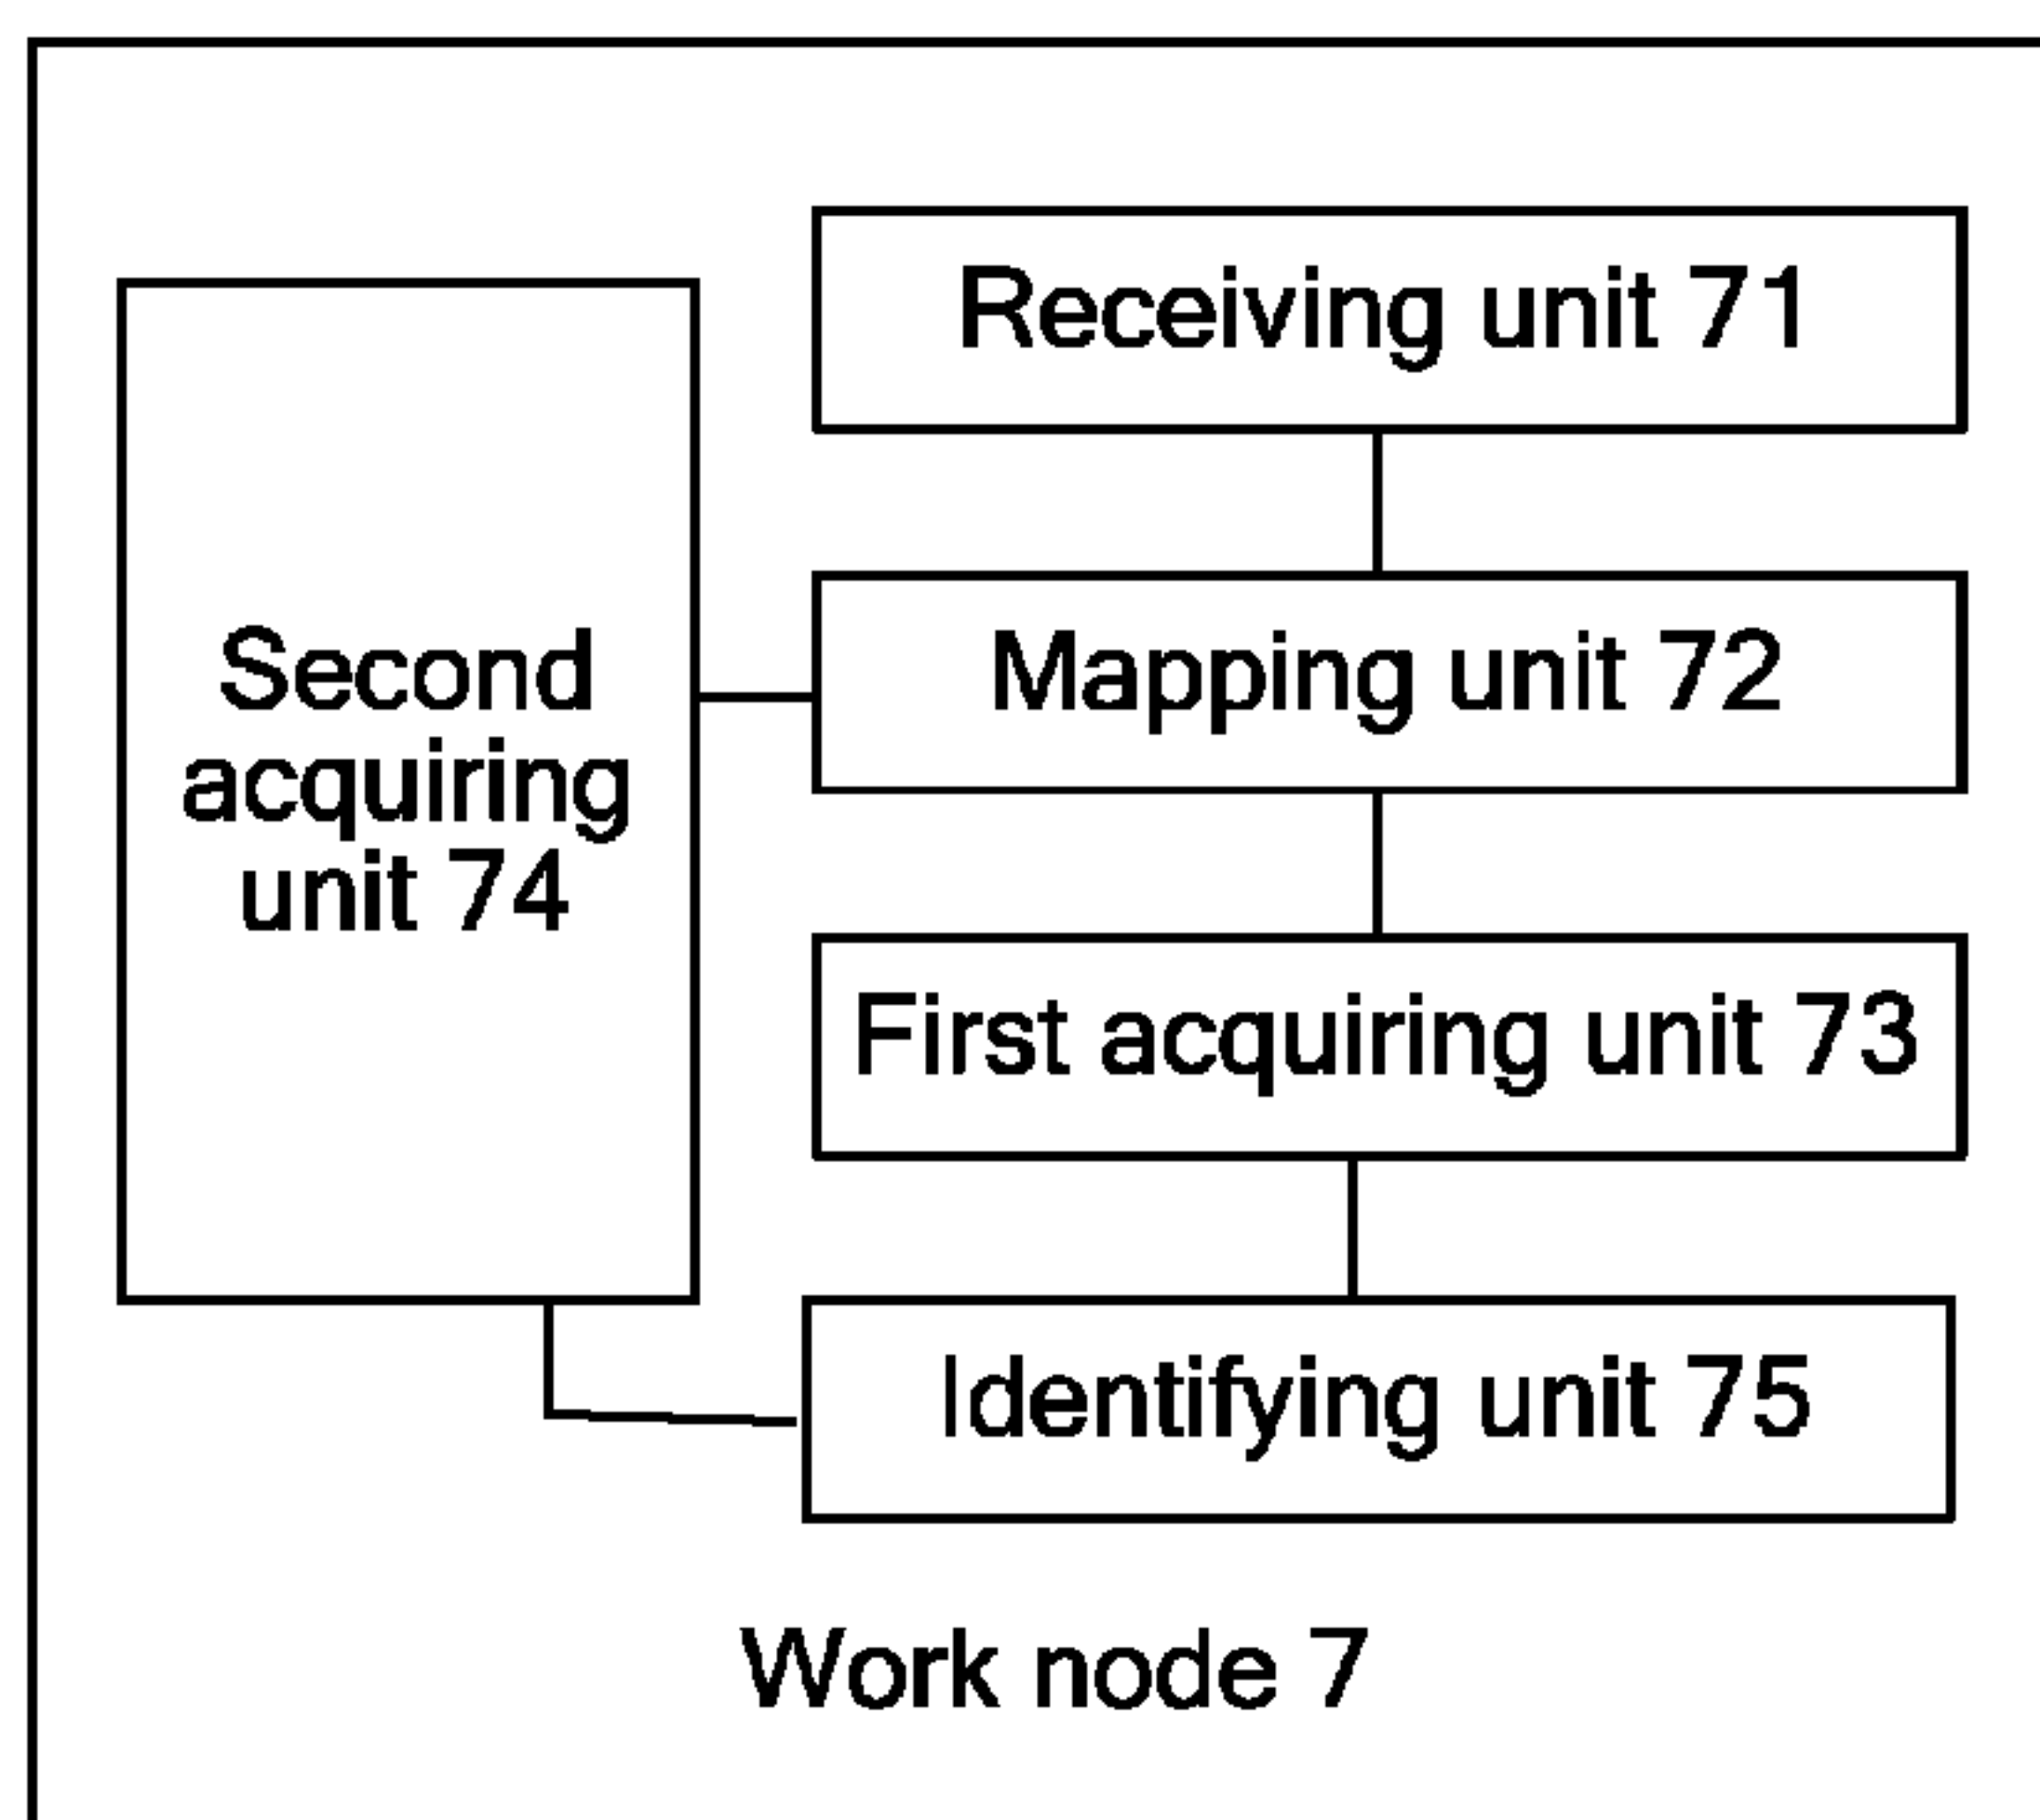 Receiving unit 71
Second
acquiring
unit 74
Mapping unit 72
First acquiring unit 73
Identifying unit 75
Work node 7